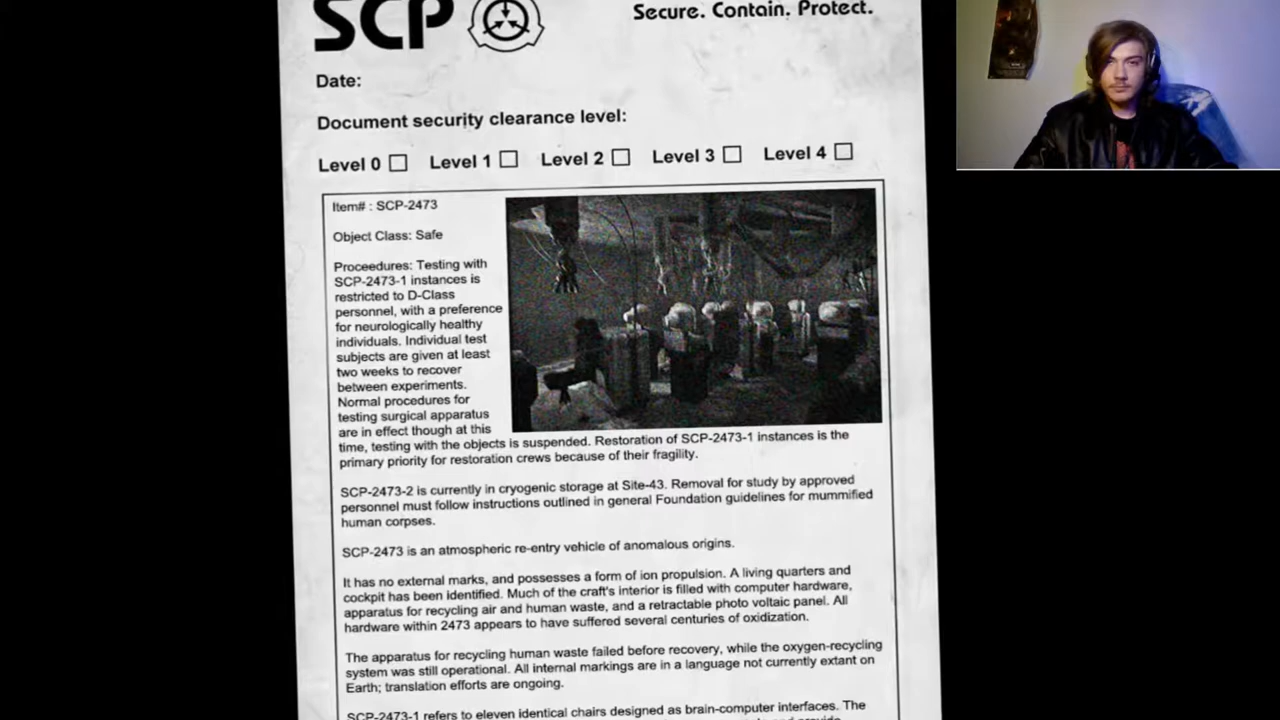 SCP
Secure. Contain. Protect.
Date:
Document security clearance level:
Level 0 Level 1 Level 2 Level 3 Level 4
Item# : SCP-2473
Object Class: Safe
Proceedures: Testing with
SCP-2473-1 instances is
restricted to D-Class
personnel, with a preference
for neurologically healthy
individuals. Individual test
subjects are given at least
two weeks to recover
between experiments.
Normal procedures for
testing surgical apparatus
are in effect though at this
time, testing with the objects is suspended. Restoration of SCP-2473-1 instances is the
primary priority for restoration crews because of their fragility.
SCP-2473-2 is currently in cryogenic storage at Site-43. Removal for study by approved
personnel must follow instructions outlined in general Foundation guidelines for mummified
human corpses.
SCP-2473 is an atmospheric re-entry vehicle of anomalous origins.
It has no external marks, and possesses a form of ion propulsion. A living quarters and
cockpit has been identified. Much of the craft's interior is filled with computer hardware,
apparatus for recycling air and human waste, and a retractable photo voltaic panel. All
hardware within 2473 appears to have suffered several centuries of oxidization.
The apparatus for recycling human waste failed before recovery, while the oxygen-recycling
system was still operational. All internal markings are in a language not currently extant on
Earth; translation efforts are ongoing.
SCP-2473-1 refers to eleven identical chairs designed as brain-computer interfaces. The